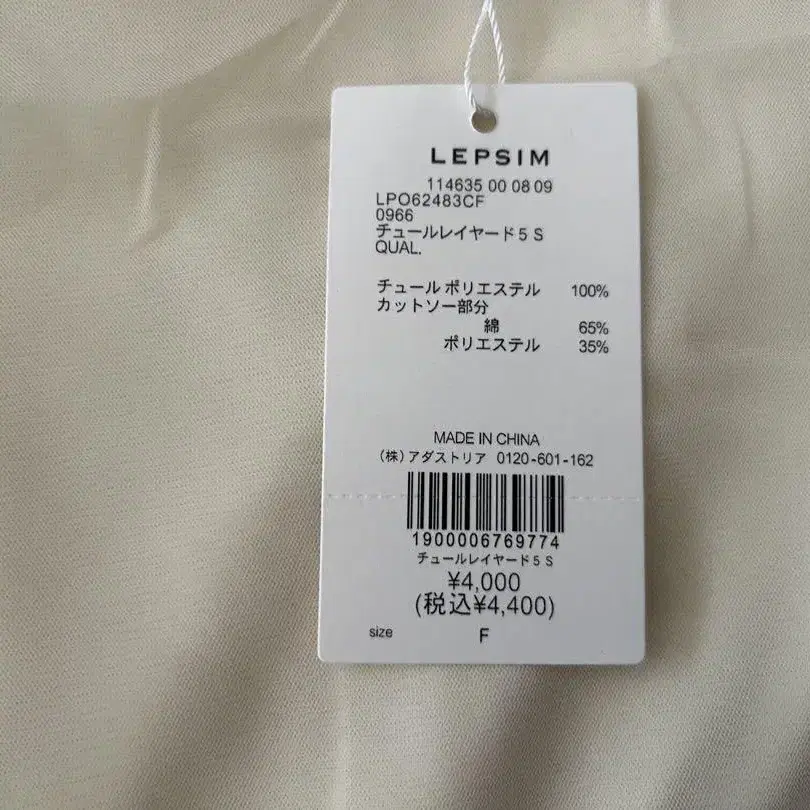 LEPSIM
114635 00 08 09
LPO62483CF
0966
チュールレイヤード5 S
QUAL.
チュール ポリエステル 100%
カットソー部分
綿 65%
ポリエステル 35%
MADE IN CHINA
(株)アダストリア 0120-601-162
1900006769774
チュールレイヤード5 S
¥4,000
(税込¥4,400)
size F